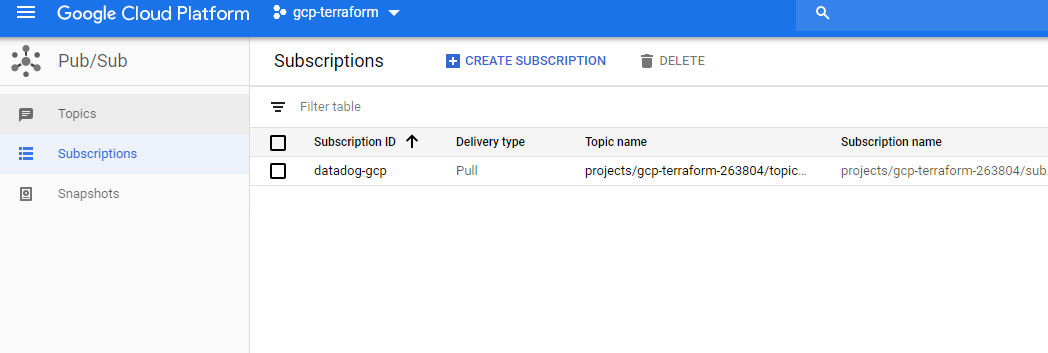 Google Cloud Platform gcp-terraform
Pub/Sub
Subscriptions CREATE SUBSCRIPTION DELETE
Topics
Subscriptions
Snapshots
Filter table
Subscription ID Delivery type Topic name Subscription name
datadog-gcp Pull projects/gcp-terraform-263804/topic... projects/gcp-terraform-263804/sub